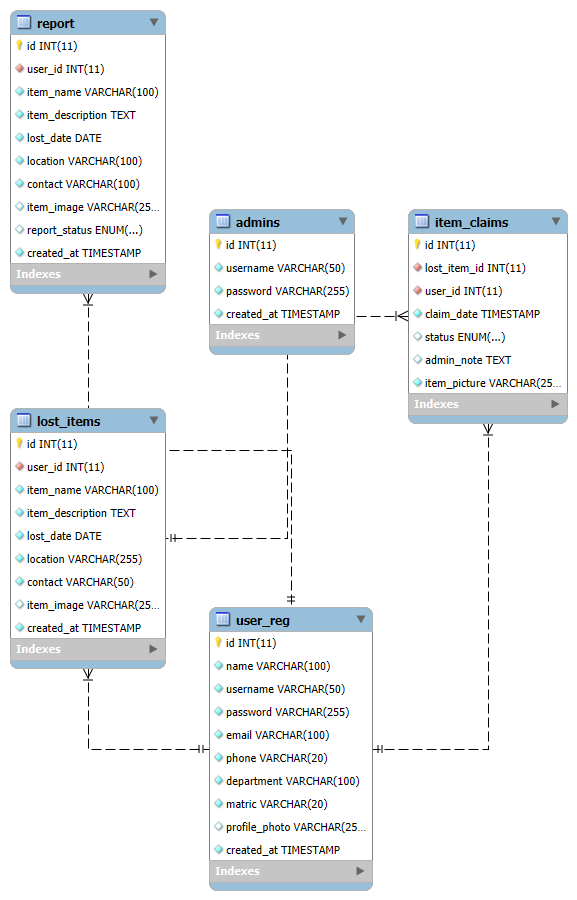 report
id INT(11)
user_id INT(11)
item_name VARCHAR(100)
item_description TEXT
lost_date DATE
location VARCHAR(100)
contact VARCHAR(100)
item_image VARCHAR(25...
report_status ENUM(...)
created_at TIMESTAMP
Indexes
admins
id INT(11)
username VARCHAR(50)
password VARCHAR(255)
created_at TIMESTAMP
Indexes
item_claims
id INT(11)
lost_item_id INT(11)
user_id INT(11)
claim_date TIMESTAMP
status ENUM(...)
admin_note TEXT
item_picture VARCHAR(25...
Indexes
lost_items
id INT(11)
user_id INT(11)
item_name VARCHAR(100)
item_description TEXT
lost_date DATE
location VARCHAR(255)
contact VARCHAR(50)
item_image VARCHAR(25...
created_at TIMESTAMP
Indexes
user_reg
id INT(11)
name VARCHAR(100)
username VARCHAR(50)
password VARCHAR(255)
email VARCHAR(100)
phone VARCHAR(20)
department VARCHAR(100)
matric VARCHAR(20)
profile_photo VARCHAR(25...
created_at TIMESTAMP
Indexes